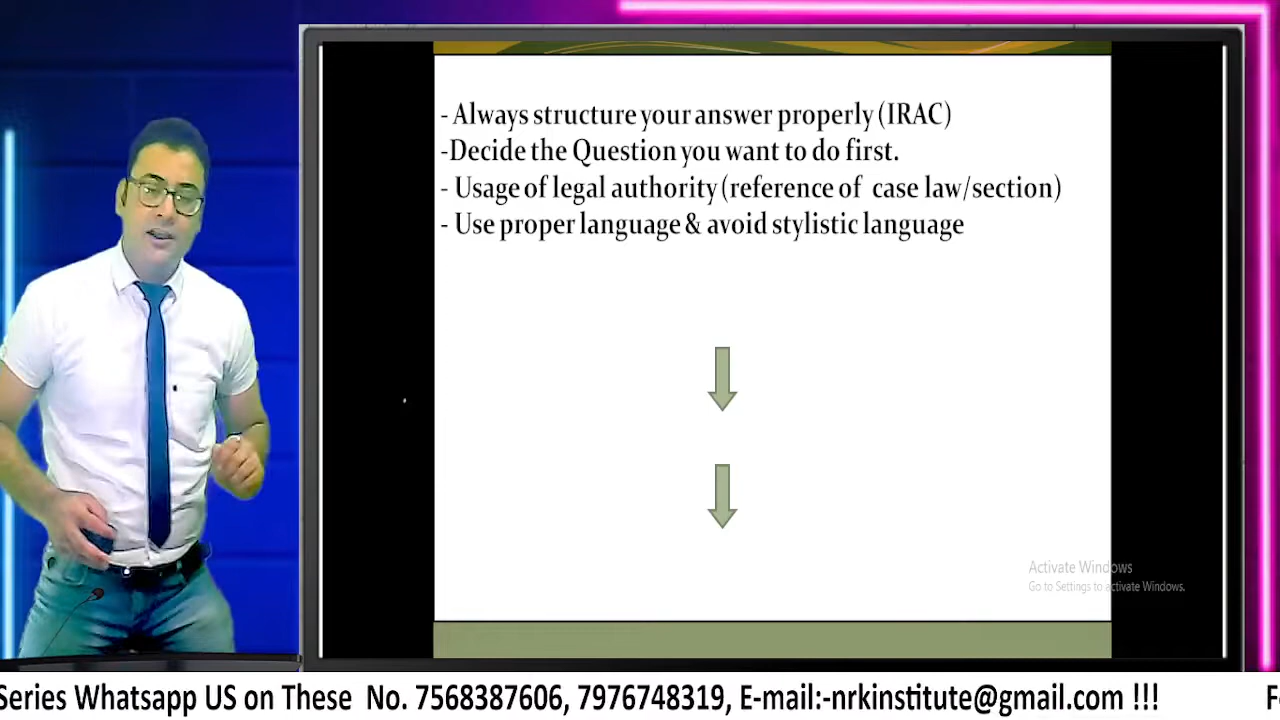 - Always structure your answer properly (IRAC)
-Decide the Question you want to do first.
- Usage of legal authority (reference of case law/section)
- Use proper language & avoid stylistic language
Activate Windows
Go to Settings to activate Windows.
Series Whatsapp US on These No. 7568387606, 7976748319, E-mail:-nrkinstitute@gmail.com !!!